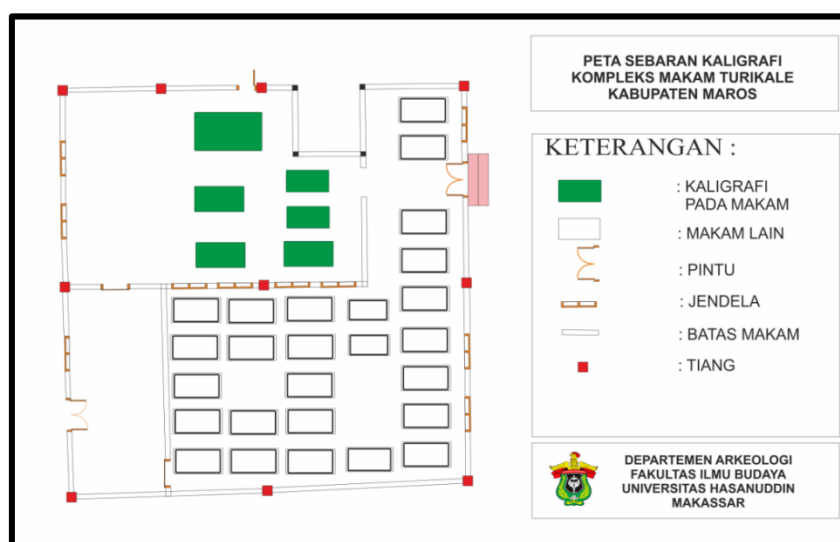 PETA SEBARAN KALIGRAFI
KOMPLEKS MAKAM TURIKALE
KABUPATEN MAROS
KETERANGAN :
: KALIGRAFI
PADA MAKAM
: MAKAM LAIN
: PINTU
: JENDELA
: BATAS MAKAM
: TIANG
DEPARTEMEN ARKEOLOGI
FAKULTAS ILMU BUDAYA
UNIVERSITAS HASANUDDIN
MAKASSAR